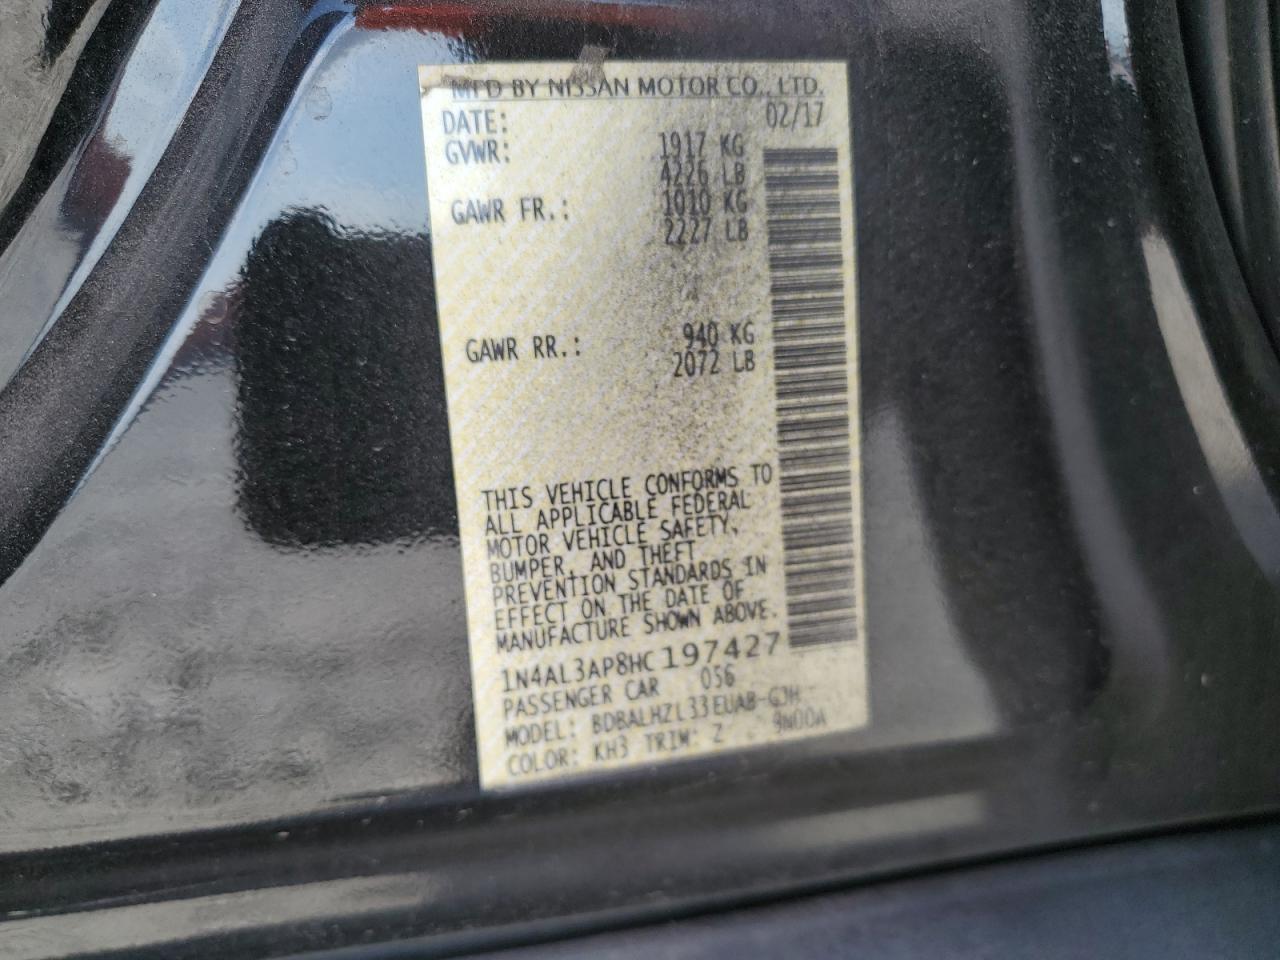 MFD BY NISSAN MOTOR CO., LTD.
DATE: 02/17
GVWR: 1917 KG
4226 LB
GAWR FR.: 1010 KG
2227 LB
GAWR RR.: 940 KG
2072 LB
THIS VEHICLE CONFORMS TO
ALL APPLICABLE FEDERAL
MOTOR VEHICLE SAFETY,
BUMPER, AND THEFT
PREVENTION STANDARDS IN
EFFECT ON THE DATE OF
MANUFACTURE SHOWN ABOVE.
1N4AL3AP8HC197427
PASSENGER CAR 056
MODEL: BDBALHZL33EUAB-GJH
COLOR: KH3 TRIM: Z